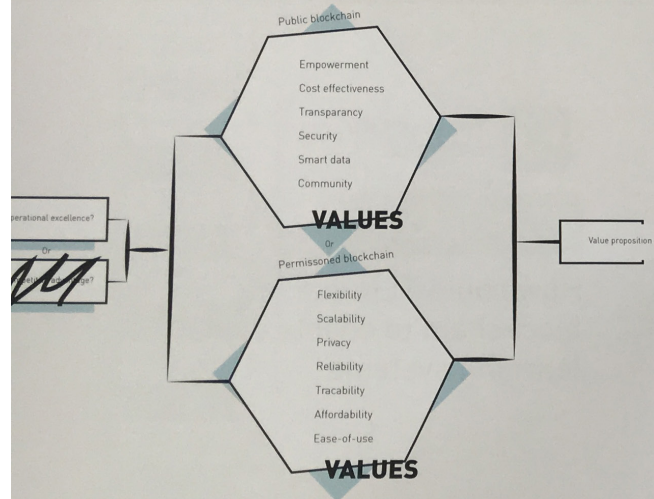 Public blockchain
Empowerment
Cost effectiveness
Transparancy
Security
Smart data
Community
VALUES
perational excellence?
Or
Or
Permissoned blockchain
Value proposition
Flexibility
Scalability
Privacy
Reliability
Tracability
Affordability
Ease-of-use
VALUES